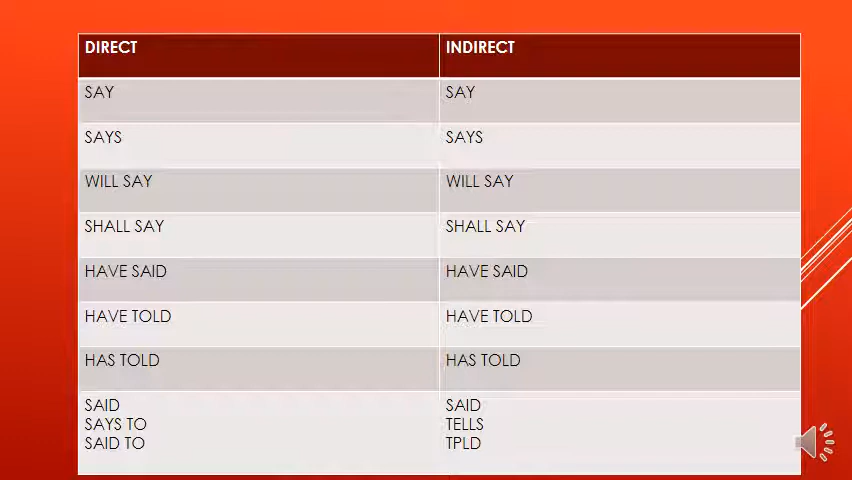 DIRECT INDIRECT
SAY SAY
SAYS SAYS
WILL SAY WILL SAY
SHALL SAY SHALL SAY
HAVE SAID HAVE SAID
HAVE TOLD HAVE TOLD
HAS TOLD HAS TOLD
SAID SAID
SAYS TO TELLS
SAID TO TPLD